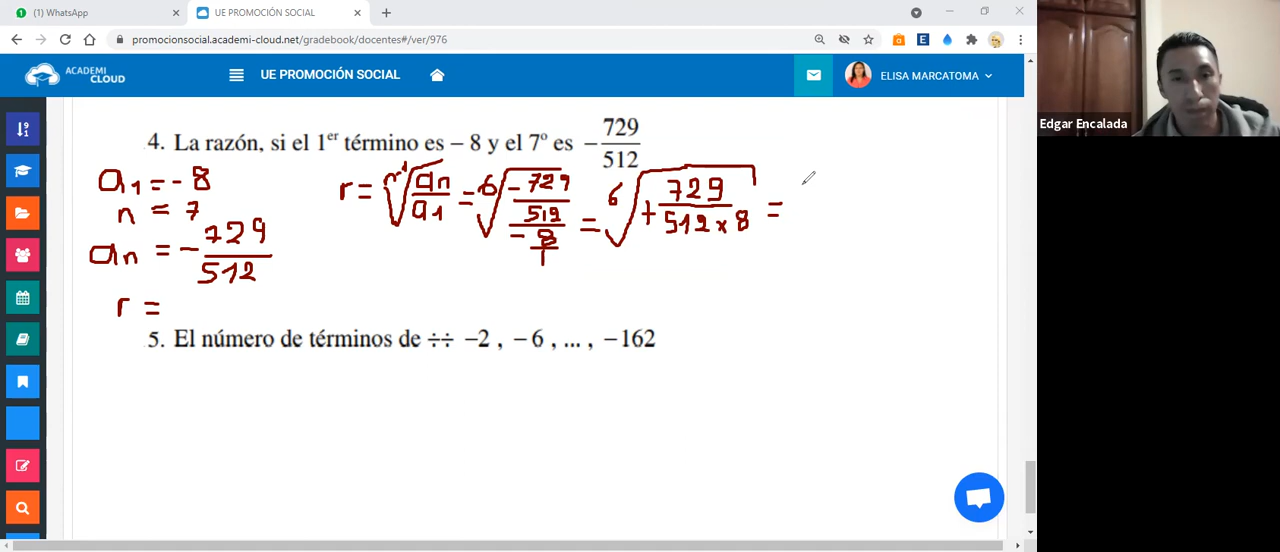 (1) WhatsApp
UE PROMOCIÓN SOCIAL
promocionsocial.academi-cloud.net/gradebook/docentes#/ver/976
ACADEMI CLOUD
UE PROMOCIÓN SOCIAL
ELISA MARCATOMA
Edgar Encalada
4. La razón, si el 1er término es – 8 y el 7º es – 729/512
a1 = - 8
n = 7
an = - 729/512
r =
r = n-1√(an/a1) = 6√((-729/512)/(-8/1)) = 6√(+ 729/(512 x 8)) =
5. El número de términos de ÷÷ –2 , – 6 , ... , –162